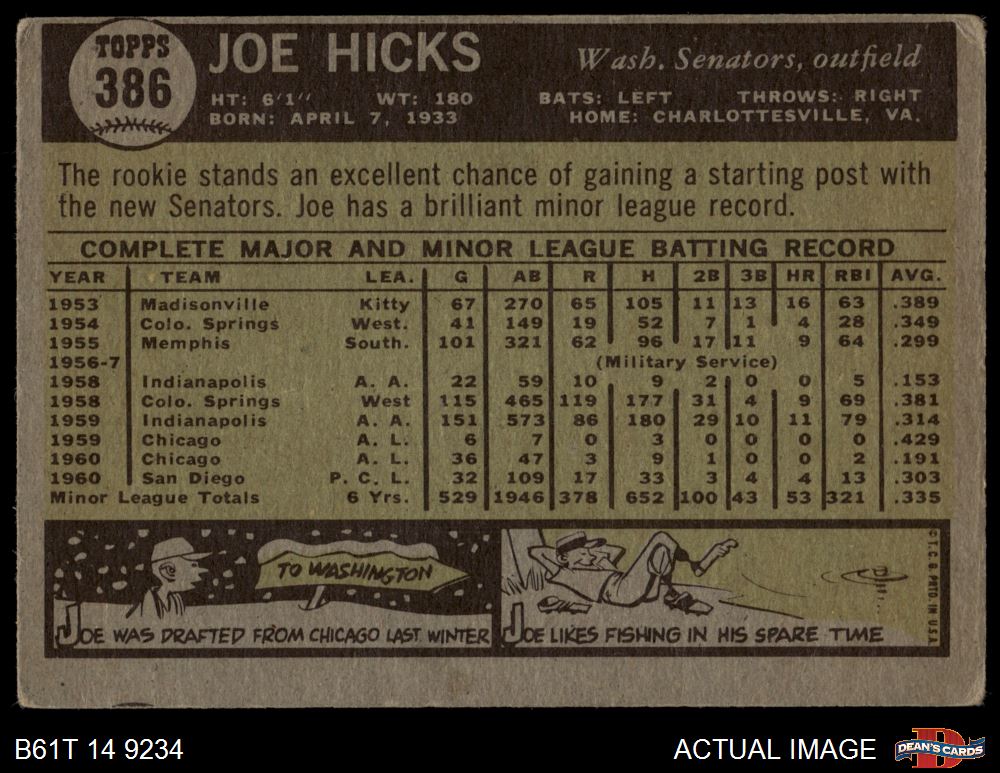 TOPPS
386
JOE HICKS
Wash. Senators, outfield
HT: 6'1" WT: 180 BATS: LEFT THROWS: RIGHT
BORN: APRIL 7, 1933 HOME: CHARLOTTESVILLE, VA.
The rookie stands an excellent chance of gaining a starting post with
the new Senators. Joe has a brilliant minor league record.
COMPLETE MAJOR AND MINOR LEAGUE BATTING RECORD
YEAR TEAM LEA. G AB R H 2B 3B HR RBI AVG.
1953 Madisonville Kitty 67 270 65 105 11 13 16 63 .389
1954 Colo. Springs West. 41 149 19 52 7 1 4 28 .349
1955 Memphis South. 101 321 62 96 17 11 9 64 .299
1956-7 (Military Service)
1958 Indianapolis A. A. 22 59 10 9 2 0 0 5 .153
1958 Colo. Springs West 115 465 119 177 31 4 9 69 .381
1959 Indianapolis A. A. 151 573 86 180 29 10 11 79 .314
1959 Chicago A. L. 6 7 0 3 0 0 0 0 .429
1960 Chicago A. L. 36 47 3 9 1 0 0 2 .191
1960 San Diego P. C. L. 32 109 17 33 3 4 4 13 .303
Minor League Totals 6 Yrs. 529 1946 378 652 100 43 53 321 .335
TO WASHINGTON
JOE WAS DRAFTED FROM CHICAGO LAST WINTER
JOE LIKES FISHING IN HIS SPARE TIME
© T. C. G. PRTD. IN U.S.A.
B61T 14 9234
ACTUAL IMAGE
D
DEAN'S CARDS